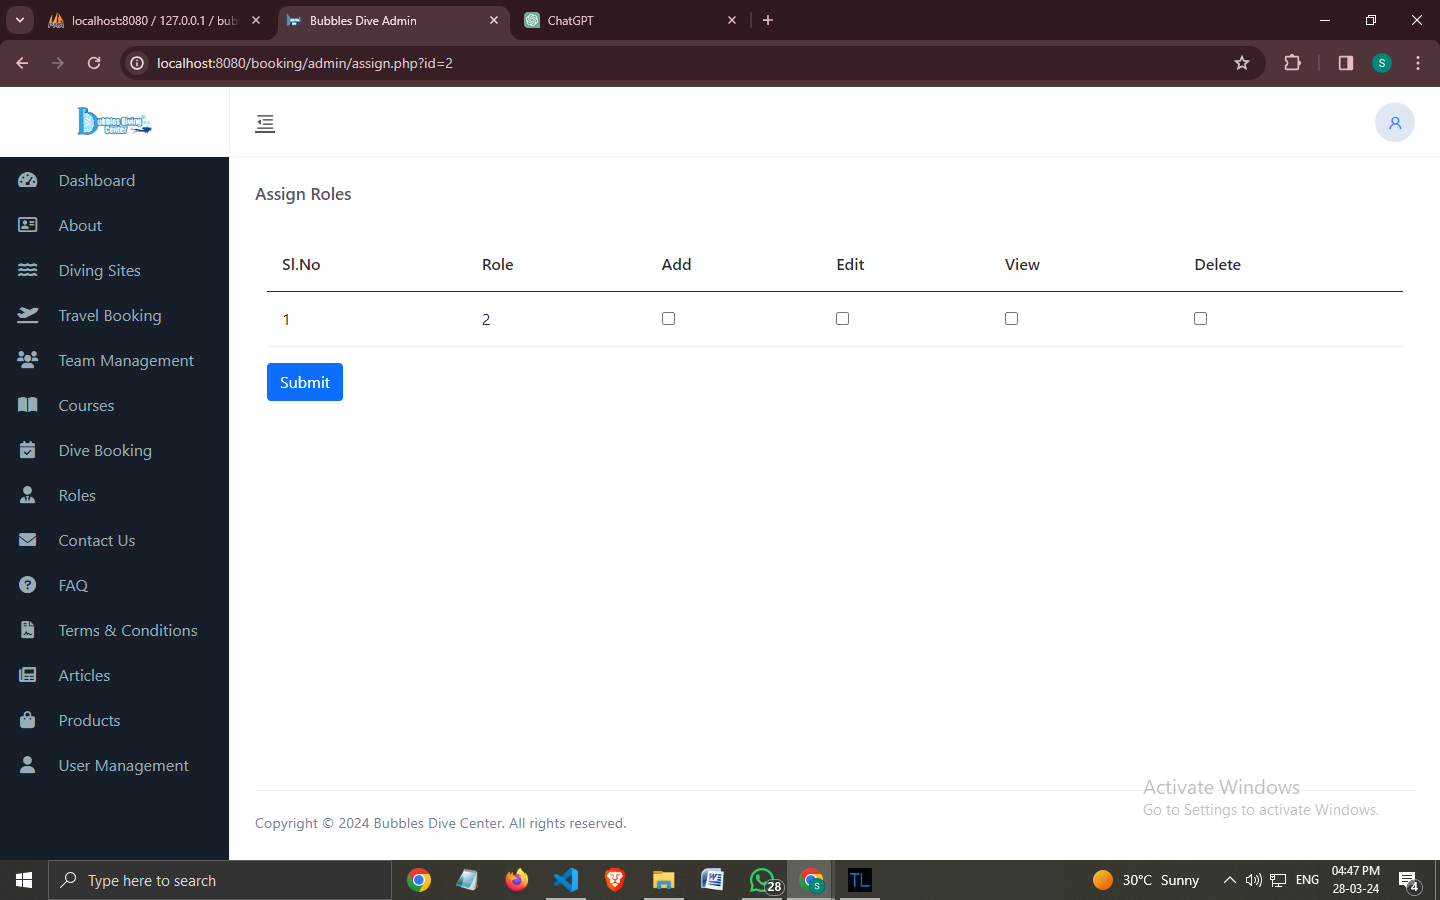 localhost:8080 / 127.0.0.1 / bub
Bubbles Dive Admin
ChatGPT
localhost:8080/booking/admin/assign.php?id=2
S
Bubbles Diving
Center
Dashboard
About
Diving Sites
Travel Booking
Team Management
Courses
Dive Booking
Roles
Contact Us
FAQ
Terms & Conditions
Articles
Products
User Management
Assign Roles
Sl.No Role Add Edit View Delete
1 2
Submit
Activate Windows
Go to Settings to activate Windows.
Copyright © 2024 Bubbles Dive Center. All rights reserved.
Type here to search
28
S
TL
30°C Sunny
ENG
04:47 PM
28-03-24
4